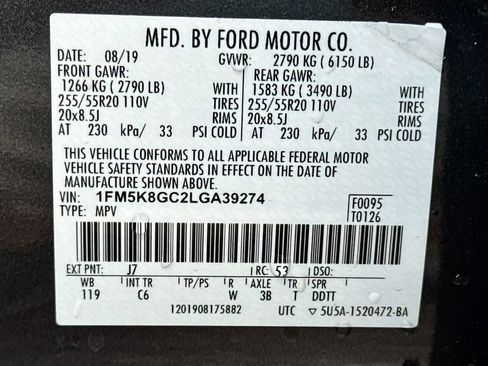 MFD. BY FORD MOTOR CO.
DATE: 08/19 GVWR: 2790 KG ( 6150 LB)
FRONT GAWR: REAR GAWR:
1266 KG ( 2790 LB) WITH 1583 KG ( 3490 LB) WITH
255/55R20 110V TIRES 255/55R20 110V TIRES
20x8.5J RIMS 20x8.5J RIMS
AT 230 kPa/ 33 PSI COLD AT 230 kPa/ 33 PSI COLD
THIS VEHICLE CONFORMS TO ALL APPLICABLE FEDERAL MOTOR
VEHICLE SAFETY STANDARDS IN EFFECT ON THE DATE OF
MANUFACTURE SHOWN ABOVE.
VIN: 1FM5K8GC2LGA39274 F0095
TYPE: MPV T0126
EXT PNT: J7 RC: 53 DSO:
WB INT TR TP/PS R AXLE TR SPR
119 C6 W 3B T DDTT
1201908175882 UTC 5U5A-1520472-BA